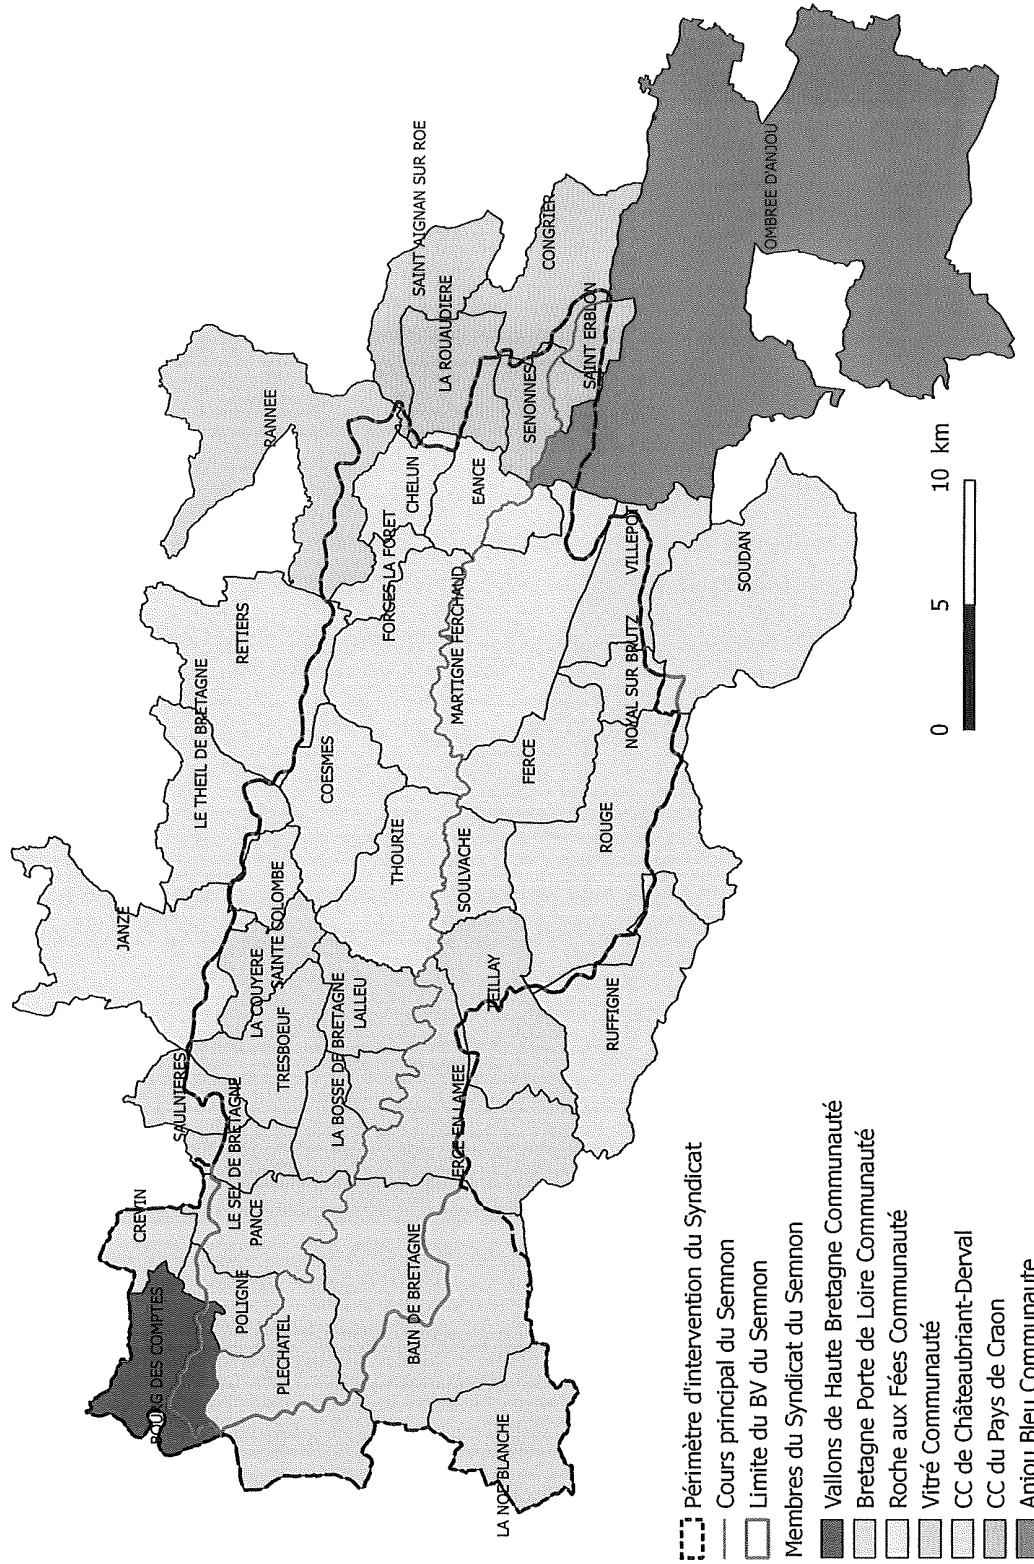 SAINT AIGNAN SUR ROE
CONGRIER
OMBREE D'ANJOU
LA ROUAUDIERE
SAINT ERBLON
RANNEE
SENONNES
CHELUN
EANCE
FORGES LA FORET
VILLEPOT
SOUDAN
RETIERS
MARTIGNE FERCHAUD
NOYAL SUR BRUTZ
LE THEIL DE BRETAGNE
COESMES
FERCE
ROUGE
THOURIE
SOULVACHE
JANZE
SAINTE COLOMBE
LA COUYERE
TEILLAY
LALLEU
RUFFIGNE
TRESBOEUF
LA BOSSE DE BRETAGNE
SAULNIERES
ERCE EN LAMEE
LE SEL DE BRETAGNE
CREVIN
PANCE
BAIN DE BRETAGNE
POLIGNE
PLECHATEL
BOURG DES COMPTES
LA NOE BLANCHE
0 5 10 km
Périmètre d'intervention du Syndicat
Cours principal du Semnon
Limite du BV du Semnon
Membres du Syndicat du Semnon
Vallons de Haute Bretagne Communauté
Bretagne Porte de Loire Communauté
Roche aux Fées Communauté
Vitré Communauté
CC de Châteaubriant-Derval
CC du Pays de Craon
Anjou Bleu Communauté